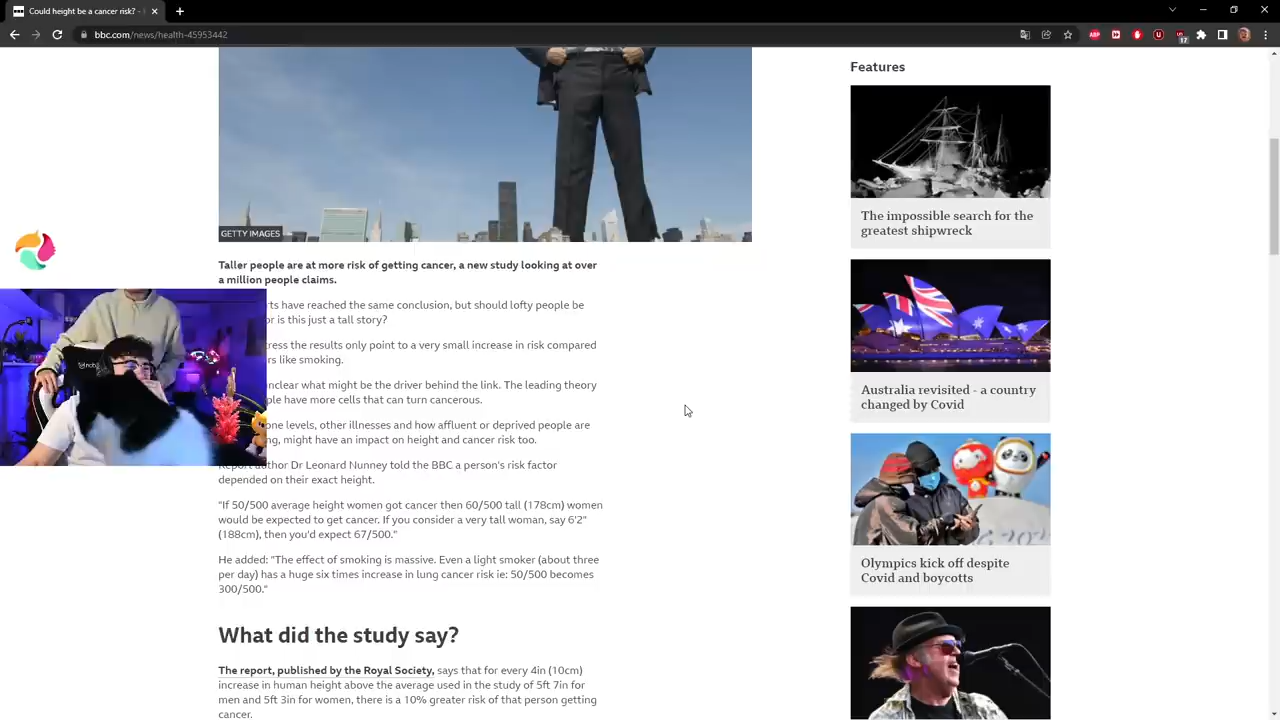 Could height be a cancer risk? -
bbc.com/news/health-45953442
ABP
17
GETTY IMAGES
Taller people are at more risk of getting cancer, a new study looking at over
a million people claims.
have reached the same conclusion, but should lofty people be
or is this just a tall story?
the results only point to a very small increase in risk compared
like smoking.
unclear what might be the driver behind the link. The leading theory
have more cells that can turn cancerous.
levels, other illnesses and how affluent or deprived people are
might have an impact on height and cancer risk too.
Report author Dr Leonard Nunney told the BBC a person's risk factor
depended on their exact height.
"If 50/500 average height women got cancer then 60/500 tall (178cm) women
would be expected to get cancer. If you consider a very tall woman, say 6'2"
(188cm), then you'd expect 67/500."
He added: "The effect of smoking is massive. Even a light smoker (about three
per day) has a huge six times increase in lung cancer risk ie: 50/500 becomes
300/500."
What did the study say?
The report, published by the Royal Society, says that for every 4in (10cm)
increase in human height above the average used in the study of 5ft 7in for
men and 5ft 3in for women, there is a 10% greater risk of that person getting
cancer.
Features
The impossible search for the
greatest shipwreck
Australia revisited - a country
changed by Covid
Olympics kick off despite
Covid and boycotts